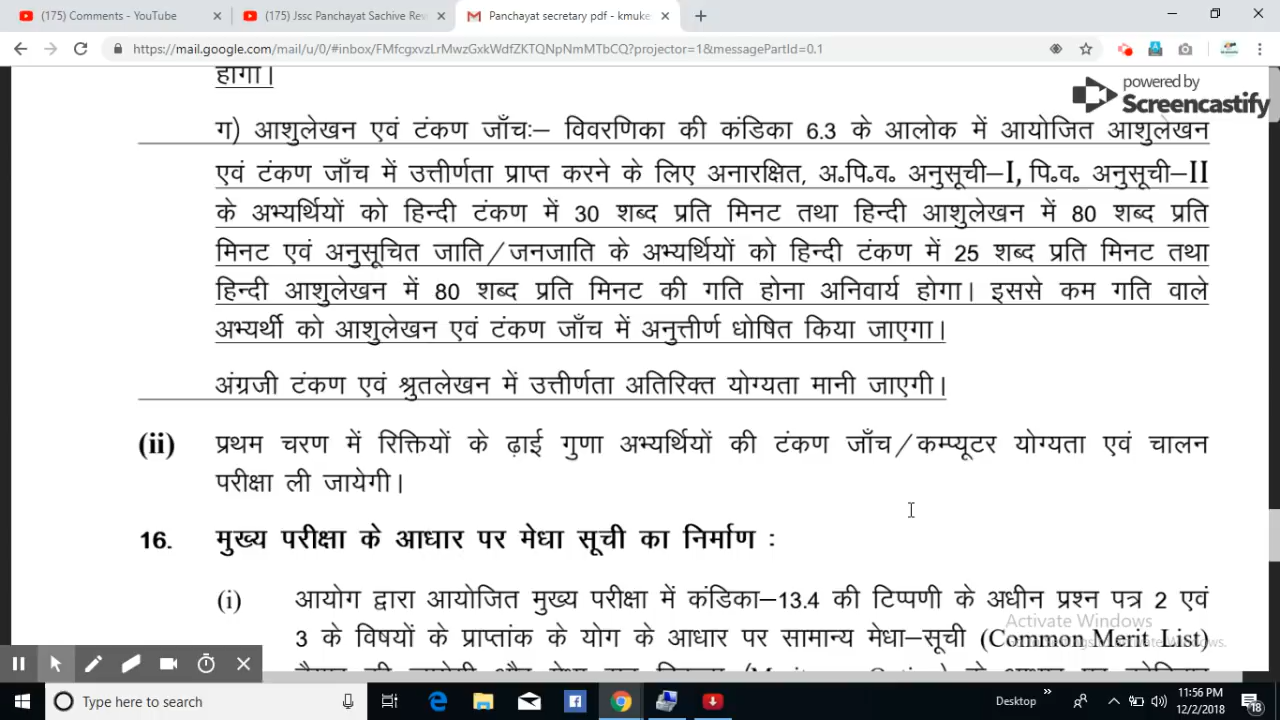 (175) Comments - YouTube
(175) Jssc Panchayat Sachive Rev
Panchayat secretary pdf - kmuke
https://mail.google.com/mail/u/0/#inbox/FMfcgxvzLrMwzGxkWdfZKTQNpNmMTbCQ?projector=1&messagePartId=0.1
powered by
Screencastify
होगा।
ग) आशुलेखन एवं टंकण जाँचः– विवरणिका की कंडिका 6.3 के आलोक में आयोजित आशुलेखन
एवं टंकण जाँच में उत्तीर्णता प्राप्त करने के लिए अनारक्षित, अ॰पि॰व॰ अनुसूची–I, पि॰व॰ अनुसूची–II
के अभ्यर्थियों को हिन्दी टंकण में 30 शब्द प्रति मिनट तथा हिन्दी आशुलेखन में 80 शब्द प्रति
मिनट एवं अनुसूचित जाति/जनजाति के अभ्यर्थियों को हिन्दी टंकण में 25 शब्द प्रति मिनट तथा
हिन्दी आशुलेखन में 80 शब्द प्रति मिनट की गति होना अनिवार्य होगा। इससे कम गति वाले
अभ्यर्थी को आशुलेखन एवं टंकण जाँच में अनुत्तीर्ण धोषित किया जाएगा।
अंग्रजी टंकण एवं श्रुतलेखन में उत्तीर्णता अतिरिक्त योग्यता मानी जाएगी।
(ii) प्रथम चरण में रिक्तियों के ढ़ाई गुणा अभ्यर्थियों की टंकण जाँच/कम्प्यूटर योग्यता एवं चालन
परीक्षा ली जायेगी।
16. मुख्य परीक्षा के आधार पर मेधा सूची का निर्माण :
(i) आयोग द्वारा आयोजित मुख्य परीक्षा में कंडिका–13.4 की टिप्पणी के अधीन प्रश्न पत्र 2 एवं
3 के विषयों के प्राप्तांक के योग के आधार पर सामान्य मेधा–सूची (Common Merit List)
Activate Windows
Type here to search
Desktop
11:56 PM
12/2/2018
18